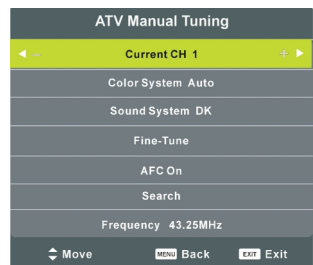 ATV Manual Tuning
Current CH 1
Color System Auto
Sound System DK
Fine-Tune
AFC On
Search
Frequency 43.25MHz
Move MENU Back EXIT Exit